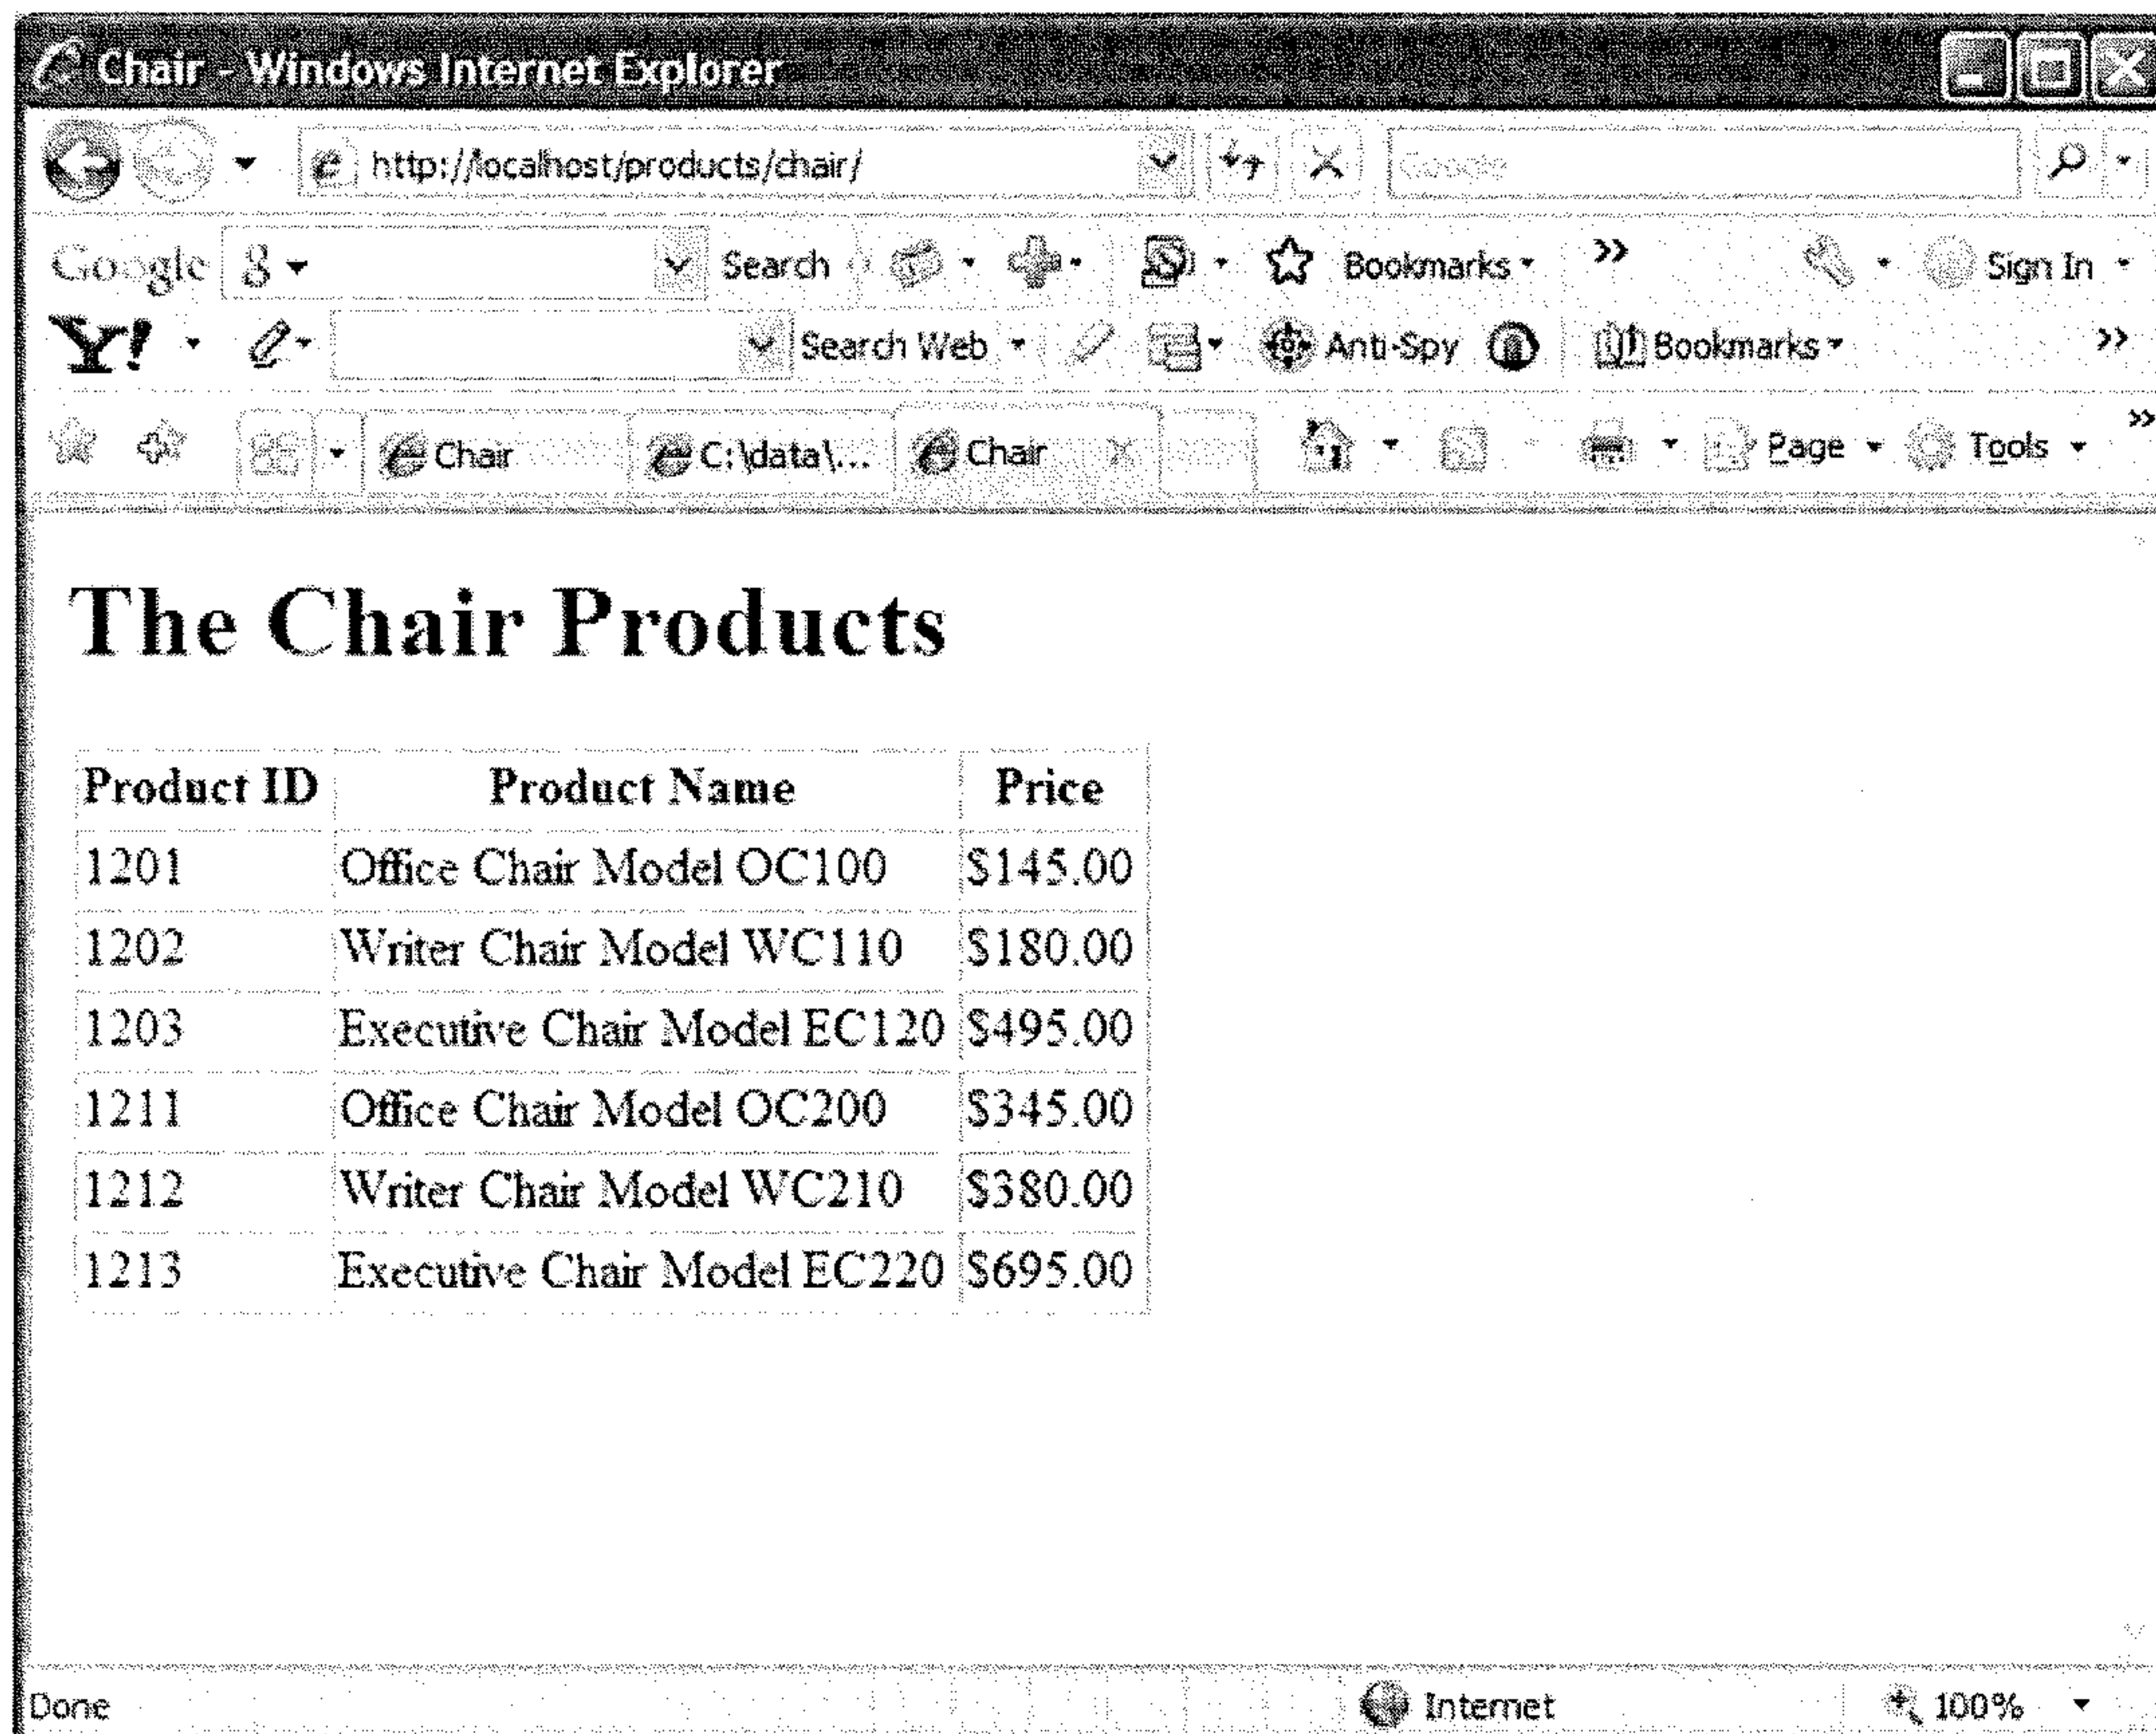 Chair - Windows Internet Explorer
http://localhost/products/chair/ Google
Google g Search Bookmarks » Sign In
Y! Search Web Anti-Spy Bookmarks »
Chair C:\data\... Chair Page Tools »
The Chair Products
Product ID Product Name Price
1201 Office Chair Model OC100 $145.00
1202 Writer Chair Model WC110 $180.00
1203 Executive Chair Model EC120 $495.00
1211 Office Chair Model OC200 $345.00
1212 Writer Chair Model WC210 $380.00
1213 Executive Chair Model EC220 $695.00
Done Internet 100%